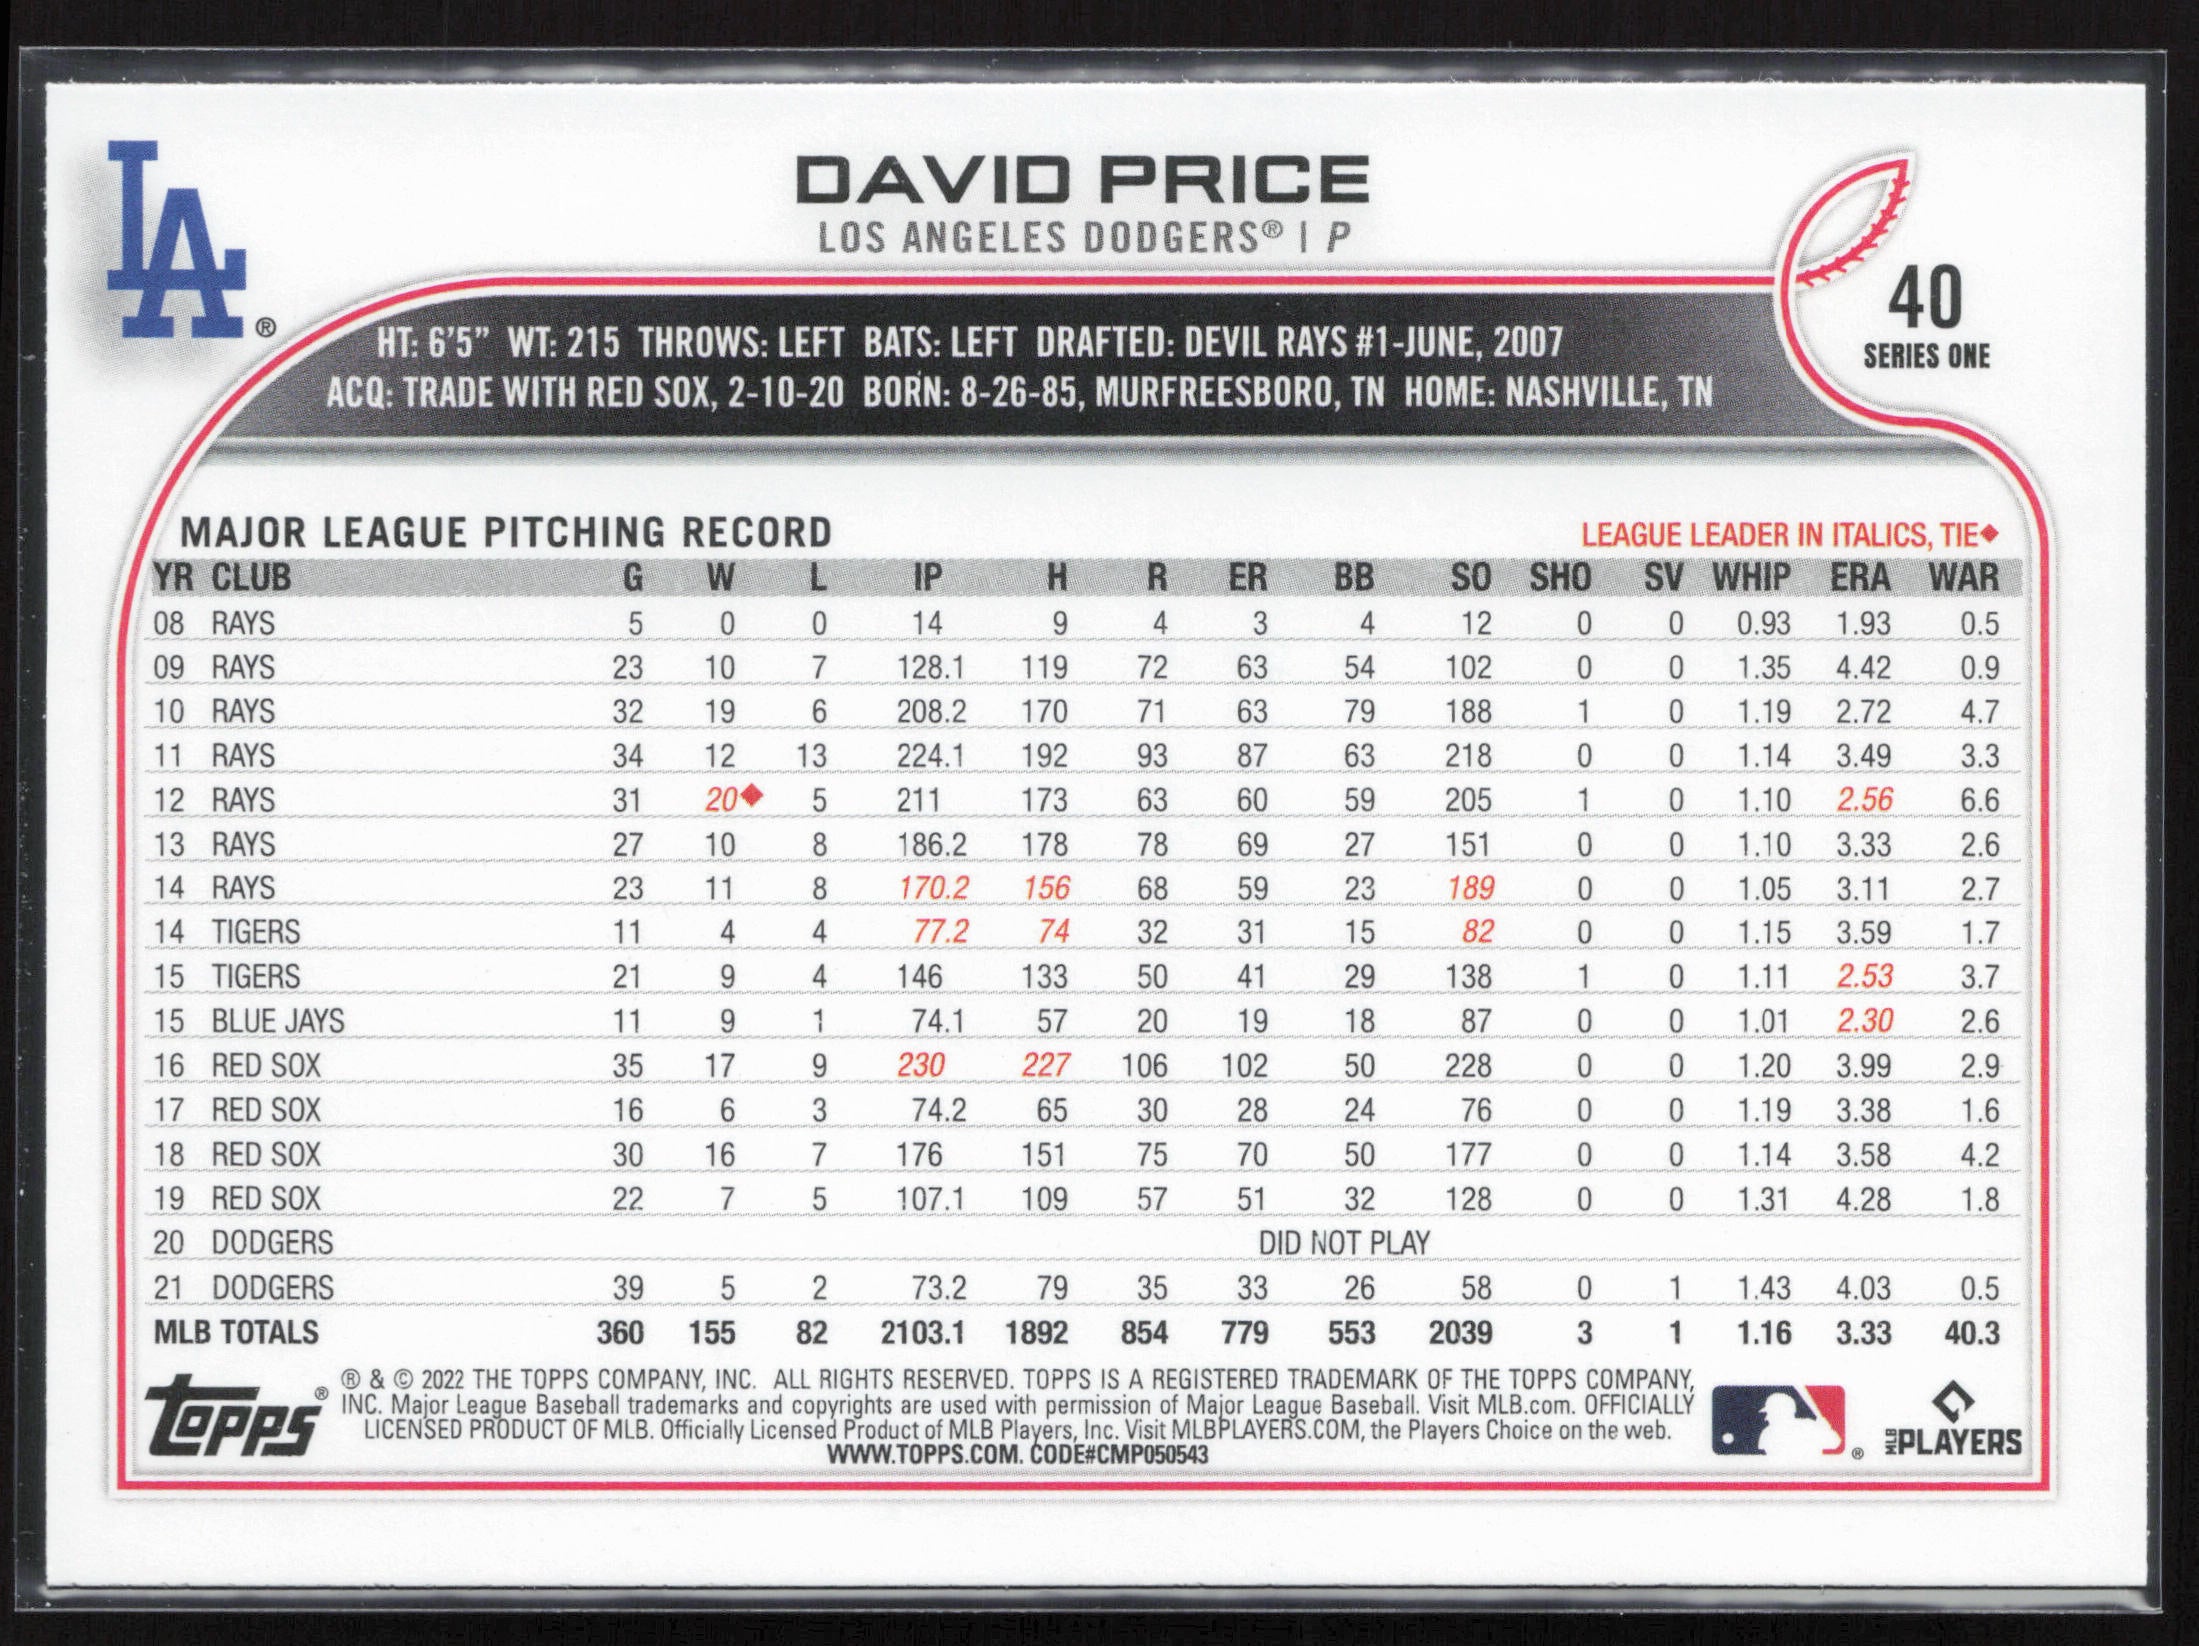 LA®
DAVID PRICE
LOS ANGELES DODGERS® | P
40
SERIES ONE
HT: 6'5" WT: 215 THROWS: LEFT BATS: LEFT DRAFTED: DEVIL RAYS #1-JUNE, 2007
ACQ: TRADE WITH RED SOX, 2-10-20 BORN: 8-26-85, MURFREESBORO, TN HOME: NASHVILLE, TN
MAJOR LEAGUE PITCHING RECORD LEAGUE LEADER IN ITALICS, TIE◆
YR CLUB G W L IP H R ER BB SO SHO SV WHIP ERA WAR
08 RAYS 5 0 0 14 9 4 3 4 12 0 0 0.93 1.93 0.5
09 RAYS 23 10 7 128.1 119 72 63 54 102 0 0 1.35 4.42 0.9
10 RAYS 32 19 6 208.2 170 71 63 79 188 1 0 1.19 2.72 4.7
11 RAYS 34 12 13 224.1 192 93 87 63 218 0 0 1.14 3.49 3.3
12 RAYS 31 20◆ 5 211 173 63 60 59 205 1 0 1.10 2.56 6.6
13 RAYS 27 10 8 186.2 178 78 69 27 151 0 0 1.10 3.33 2.6
14 RAYS 23 11 8 170.2 156 68 59 23 189 0 0 1.05 3.11 2.7
14 TIGERS 11 4 4 77.2 74 32 31 15 82 0 0 1.15 3.59 1.7
15 TIGERS 21 9 4 146 133 50 41 29 138 1 0 1.11 2.53 3.7
15 BLUE JAYS 11 9 1 74.1 57 20 19 18 87 0 0 1.01 2.30 2.6
16 RED SOX 35 17 9 230 227 106 102 50 228 0 0 1.20 3.99 2.9
17 RED SOX 16 6 3 74.2 65 30 28 24 76 0 0 1.19 3.38 1.6
18 RED SOX 30 16 7 176 151 75 70 50 177 0 0 1.14 3.58 4.2
19 RED SOX 22 7 5 107.1 109 57 51 32 128 0 0 1.31 4.28 1.8
20 DODGERS DID NOT PLAY
21 DODGERS 39 5 2 73.2 79 35 33 26 58 0 1 1.43 4.03 0.5
MLB TOTALS 360 155 82 2103.1 1892 854 779 553 2039 3 1 1.16 3.33 40.3
Topps®
® & © 2022 THE TOPPS COMPANY, INC. ALL RIGHTS RESERVED. TOPPS IS A REGISTERED TRADEMARK OF THE TOPPS COMPANY,
INC. Major League Baseball trademarks and copyrights are used with permission of Major League Baseball. Visit MLB.com. OFFICIALLY
LICENSED PRODUCT OF MLB. Officially Licensed Product of MLB Players, Inc. Visit MLBPLAYERS.COM, the Players Choice on the web.
WWW.TOPPS.COM. CODE#CMP050543
®
MLB PLAYERS